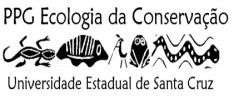 PPG Ecologia da Conservação
Universidade Estadual de Santa Cruz